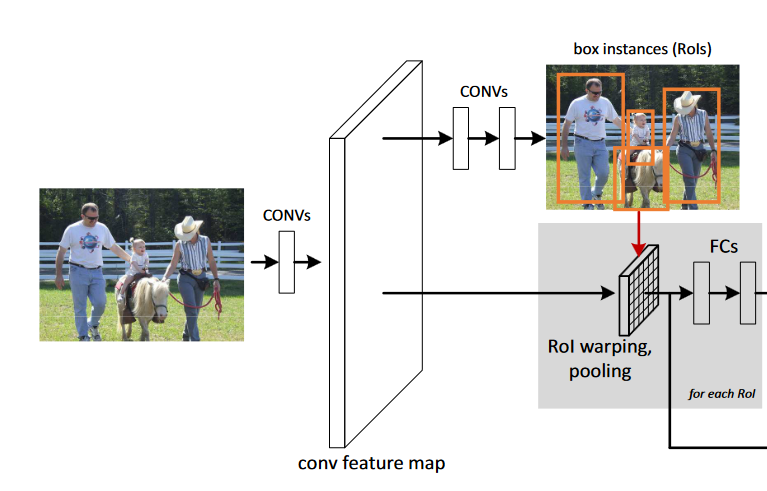 box instances (RoIs)
CONVs
CONVs
FCs
RoI warping,
pooling
for each RoI
conv feature map